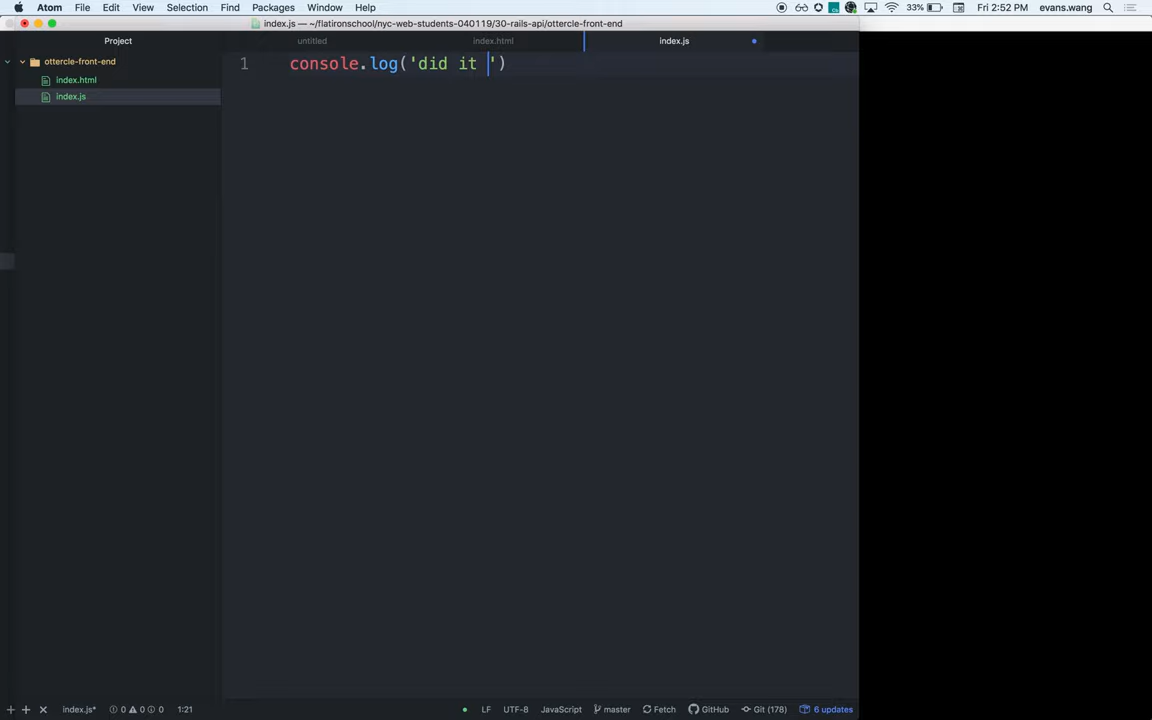 Atom File Edit View Selection Find Packages Window Help 33% Fri 2:52 PM evans.wang
index.js — ~/flatironschool/nyc-web-students-040119/30-rails-api/ottercle-front-end
Project untitled index.html index.js
ottercle-front-end
index.html
index.js
1 console.log('did it ')
index.js* 0 0 0 1:21 LF UTF-8 JavaScript master Fetch GitHub Git (178) 6 updates